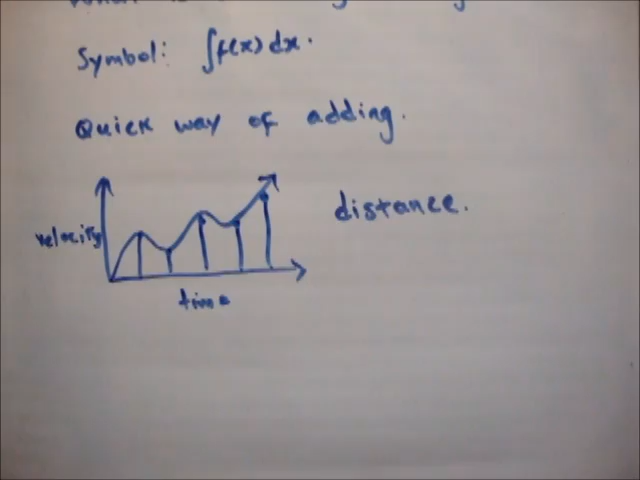 Symbol: ∫f(x) dx.
Quick way of adding.
velocity
distance.
time